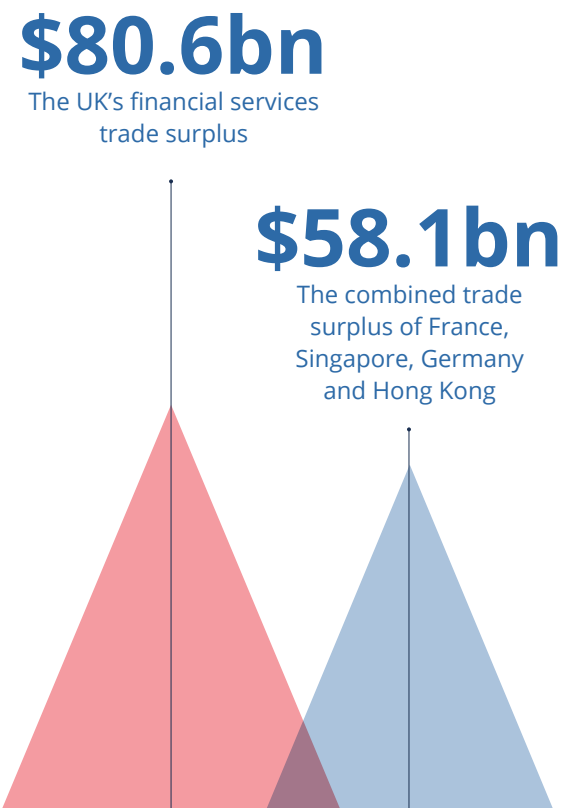 $80.6bn
The UK’s financial services
trade surplus
$58.1bn
The combined trade
surplus of France,
Singapore, Germany
and Hong Kong